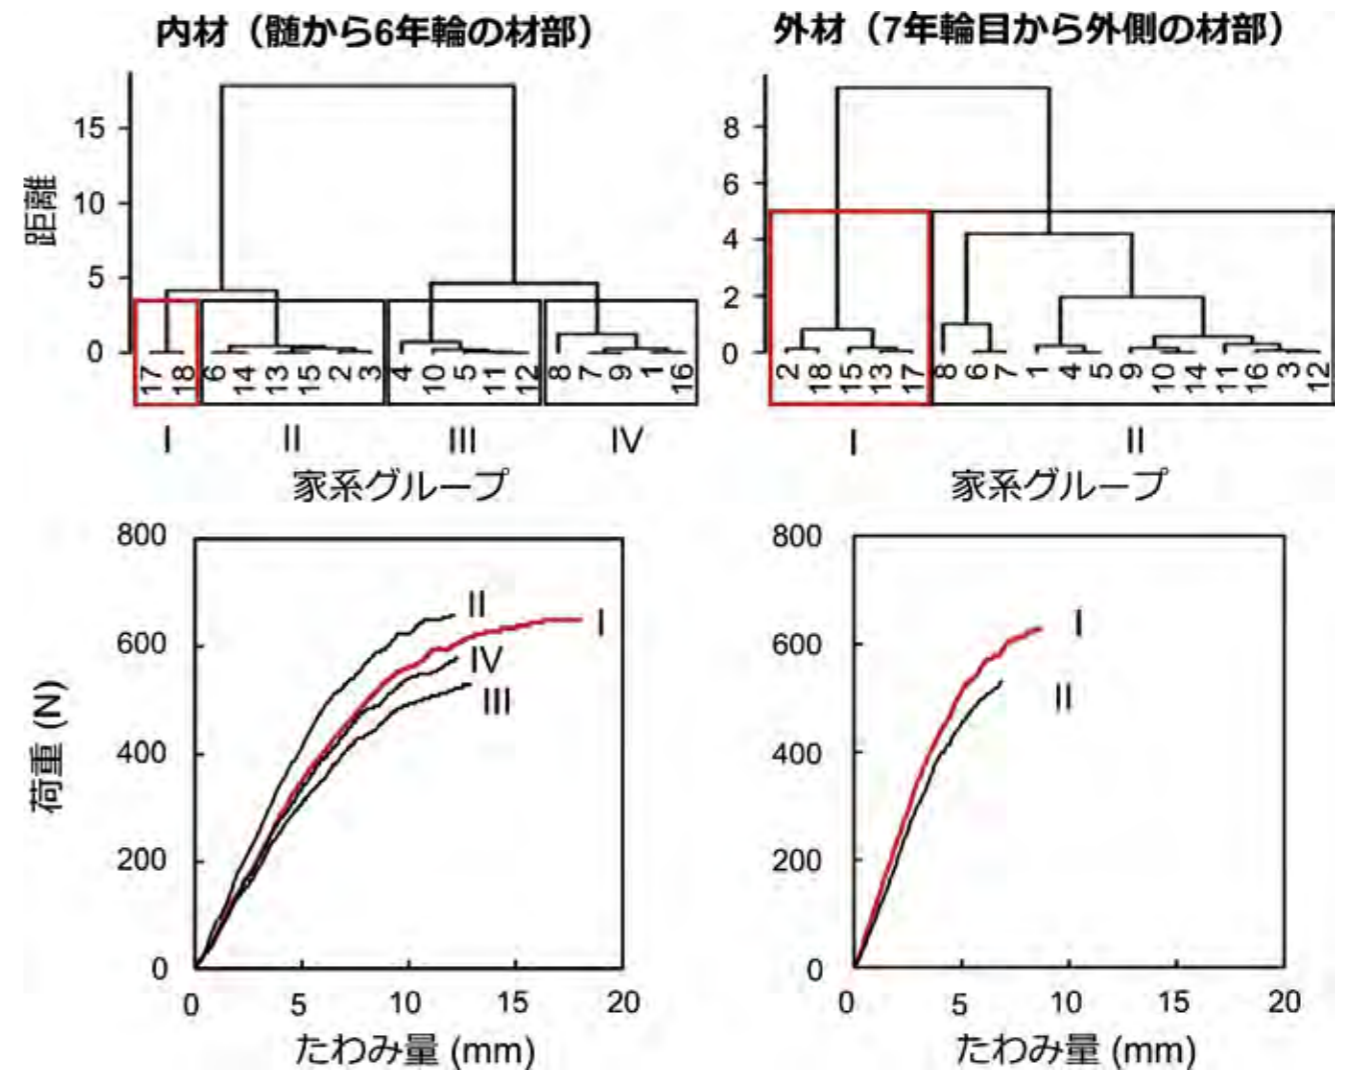 内材（髄から6年輪の材部）
距離
15
10
5
0
17 18 6 14 13 15 2 3 4 10 5 11 12 8 7 9 1 16
I II III IV
家系グループ
外材（7年輪目から外側の材部）
8
6
4
2
0
2 18 15 13 17 8 6 7 1 4 5 9 10 14 11 16 3 12
I II
家系グループ
荷重 (N)
800
600
400
200
0
II
I
IV
III
0 5 10 15 20
たわみ量 (mm)
800
600
400
200
0
I
II
0 5 10 15 20
たわみ量 (mm)